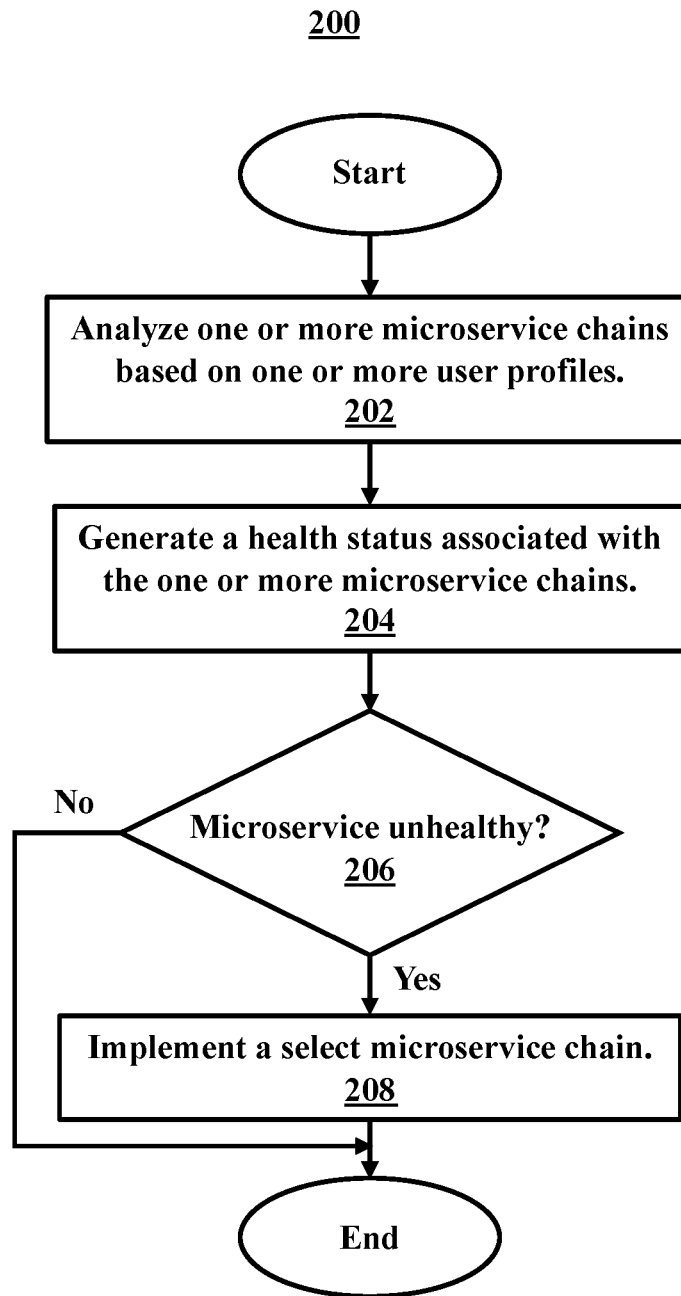 200
Start
Analyze one or more microservice chains
based on one or more user profiles.
202
Generate a health status associated with
the one or more microservice chains.
204
No
Microservice unhealthy?
206
Yes
Implement a select microservice chain.
208
End